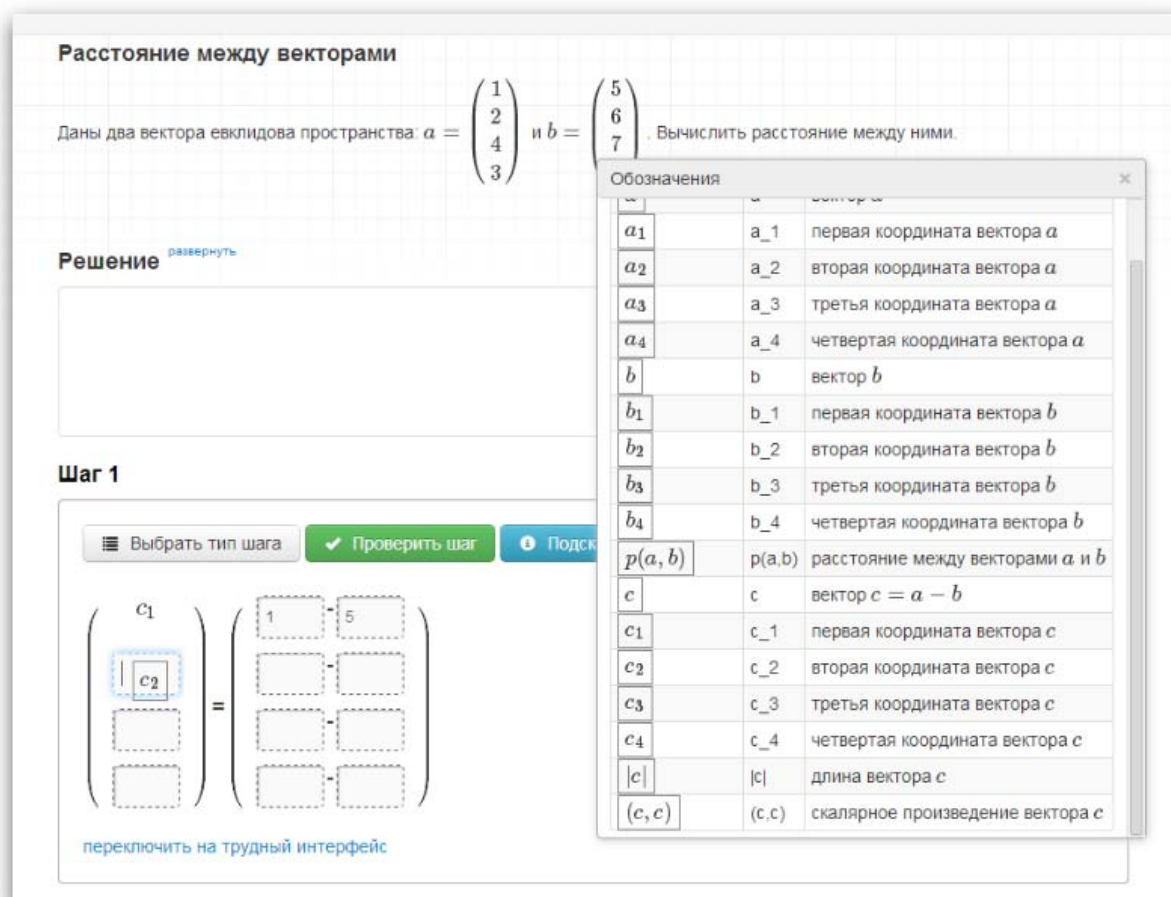 Расстояние между векторами
Даны два вектора евклидова пространства: a = (1 2 4 3) и b = (5 6 7 . Вычислить расстояние между ними.
Обозначения ×
a_1 a_1 первая координата вектора a
a_2 a_2 вторая координата вектора a
a_3 a_3 третья координата вектора a
a_4 a_4 четвертая координата вектора a
b b вектор b
b_1 b_1 первая координата вектора b
b_2 b_2 вторая координата вектора b
b_3 b_3 третья координата вектора b
b_4 b_4 четвертая координата вектора b
p(a, b) p(a,b) расстояние между векторами a и b
c c вектор c = a − b
c_1 c_1 первая координата вектора c
c_2 c_2 вторая координата вектора c
c_3 c_3 третья координата вектора c
c_4 c_4 четвертая координата вектора c
|c| |c| длина вектора c
(c, c) (c,c) скалярное произведение вектора c
Решение развернуть
Шаг 1
Выбрать тип шага Проверить шаг Подск
c_1 1 - 5
c_2 -
= -
-
переключить на трудный интерфейс